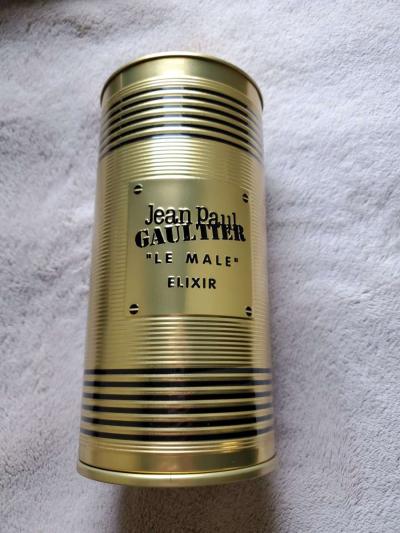 Jean Paul
GAULTIER
"LE MALE"
ELIXIR